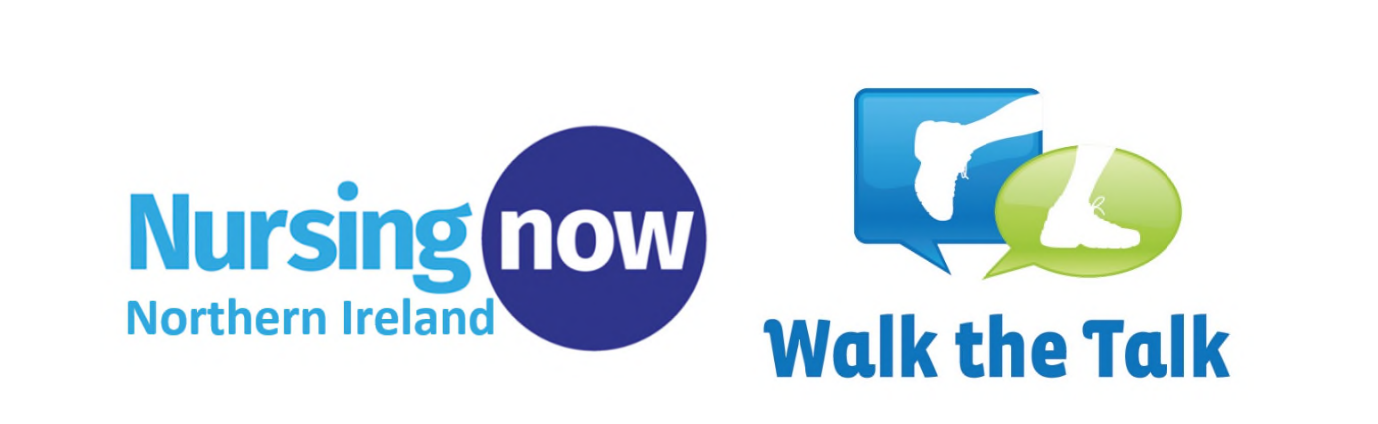 Nursing now
Northern Ireland
Walk the Talk